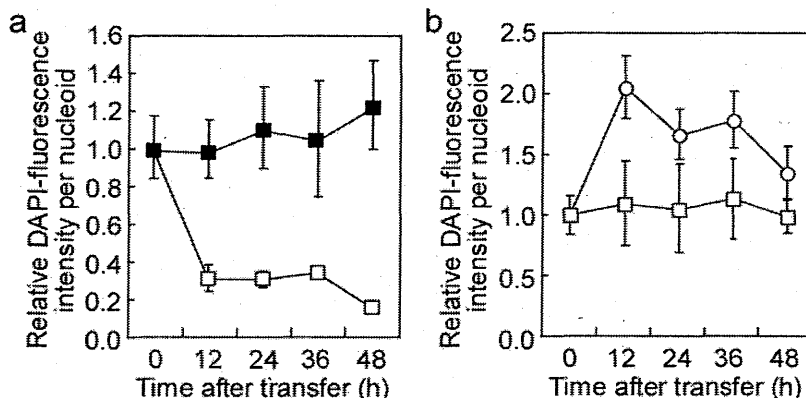 a
Relative DAPI-fluorescence
intensity per nucleoid
1.6
1.4
1.2
1.0
0.8
0.6
0.4
0.2
0.0
0 12 24 36 48
Time after transfer (h)
b
Relative DAPI-fluorescence
intensity per nucleoid
2.5
2.0
1.5
1.0
0.5
0.0
0 12 24 36 48
Time after transfer (h)